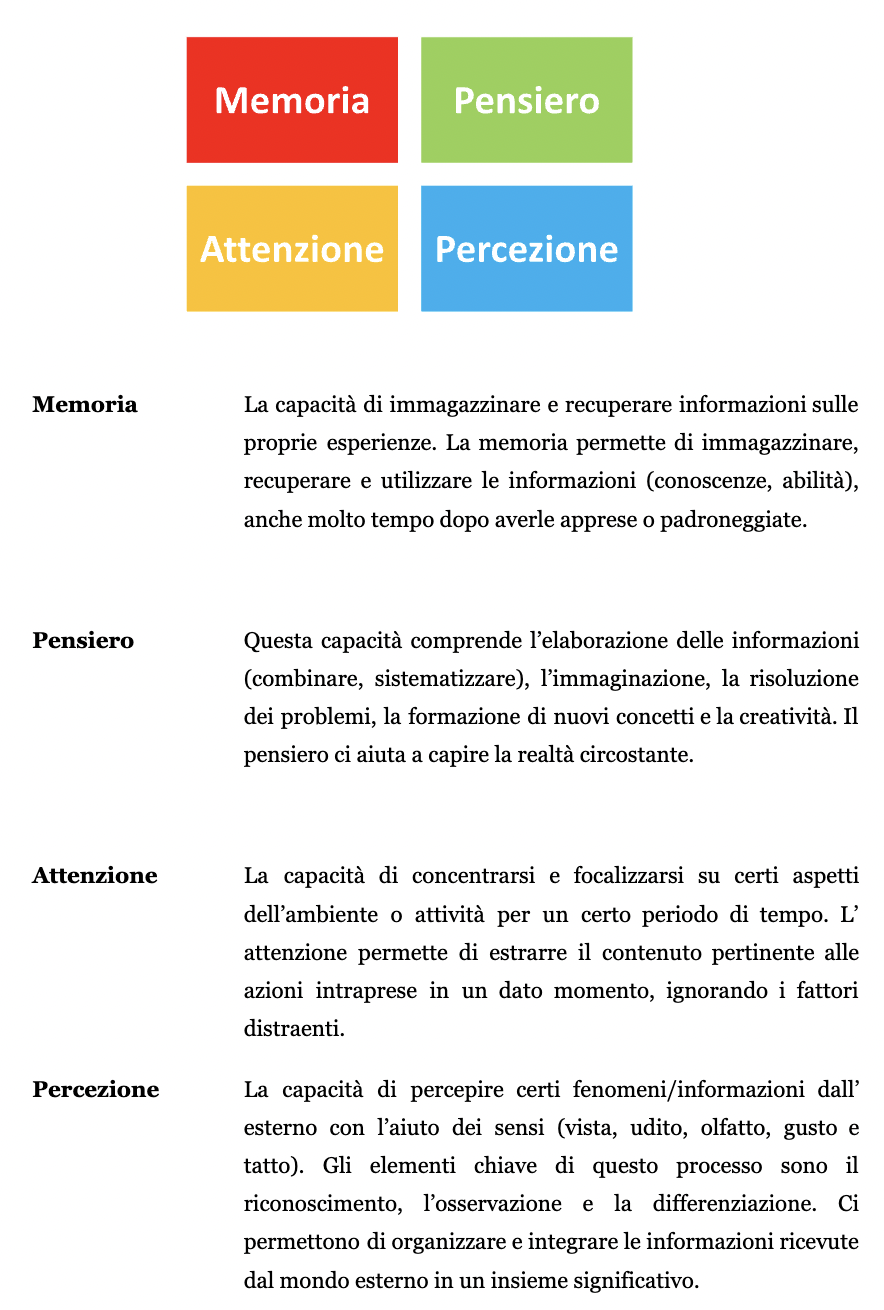 Memoria
Pensiero
Attenzione
Percezione
Memoria
La capacità di immagazzinare e recuperare informazioni sulle
proprie esperienze. La memoria permette di immagazzinare,
recuperare e utilizzare le informazioni (conoscenze, abilità),
anche molto tempo dopo averle apprese o padroneggiate.
Pensiero
Questa capacità comprende l’elaborazione delle informazioni
(combinare, sistematizzare), l’immaginazione, la risoluzione
dei problemi, la formazione di nuovi concetti e la creatività. Il
pensiero ci aiuta a capire la realtà circostante.
Attenzione
La capacità di concentrarsi e focalizzarsi su certi aspetti
dell’ambiente o attività per un certo periodo di tempo. L’
attenzione permette di estrarre il contenuto pertinente alle
azioni intraprese in un dato momento, ignorando i fattori
distraenti.
Percezione
La capacità di percepire certi fenomeni/informazioni dall’
esterno con l’aiuto dei sensi (vista, udito, olfatto, gusto e
tatto). Gli elementi chiave di questo processo sono il
riconoscimento, l’osservazione e la differenziazione. Ci
permettono di organizzare e integrare le informazioni ricevute
dal mondo esterno in un insieme significativo.